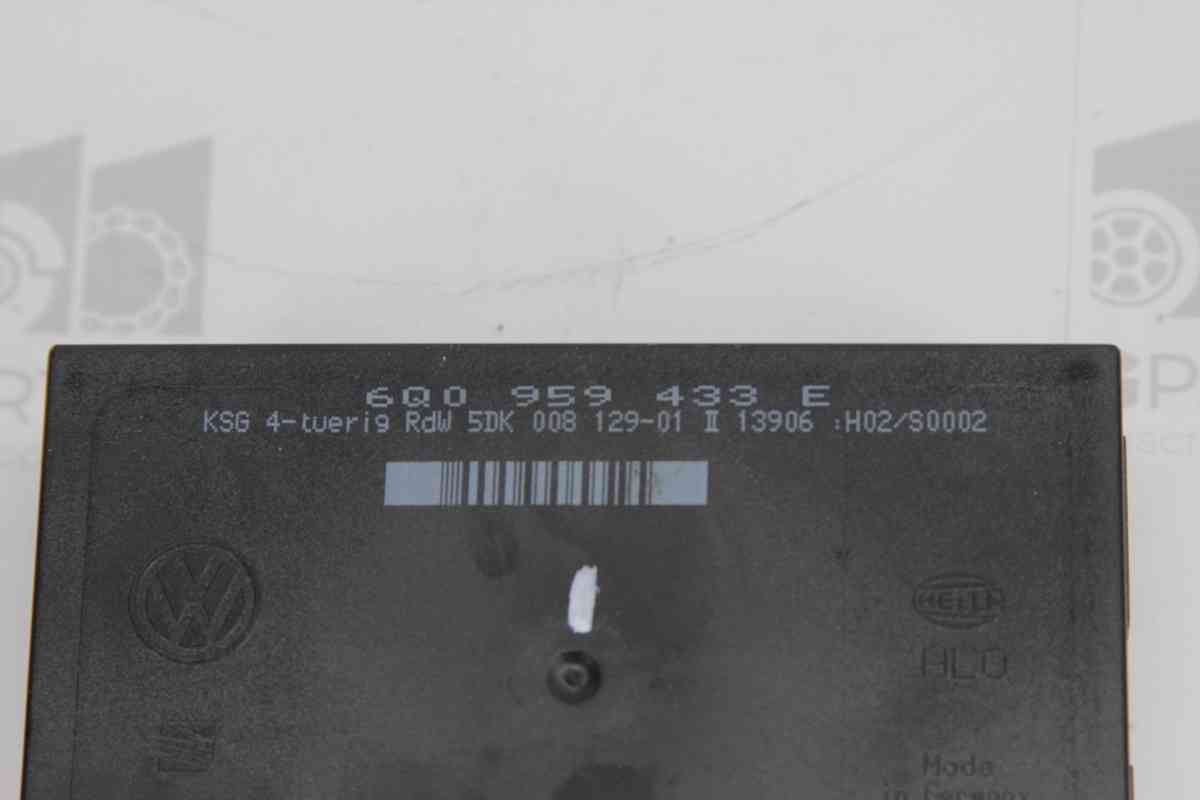 6Q0 959 433 E
KSG 4-tuerig RdW 5DK 008 129-01 II 13906 :H02/S0002
HELLA
HLO
Made
in Germany